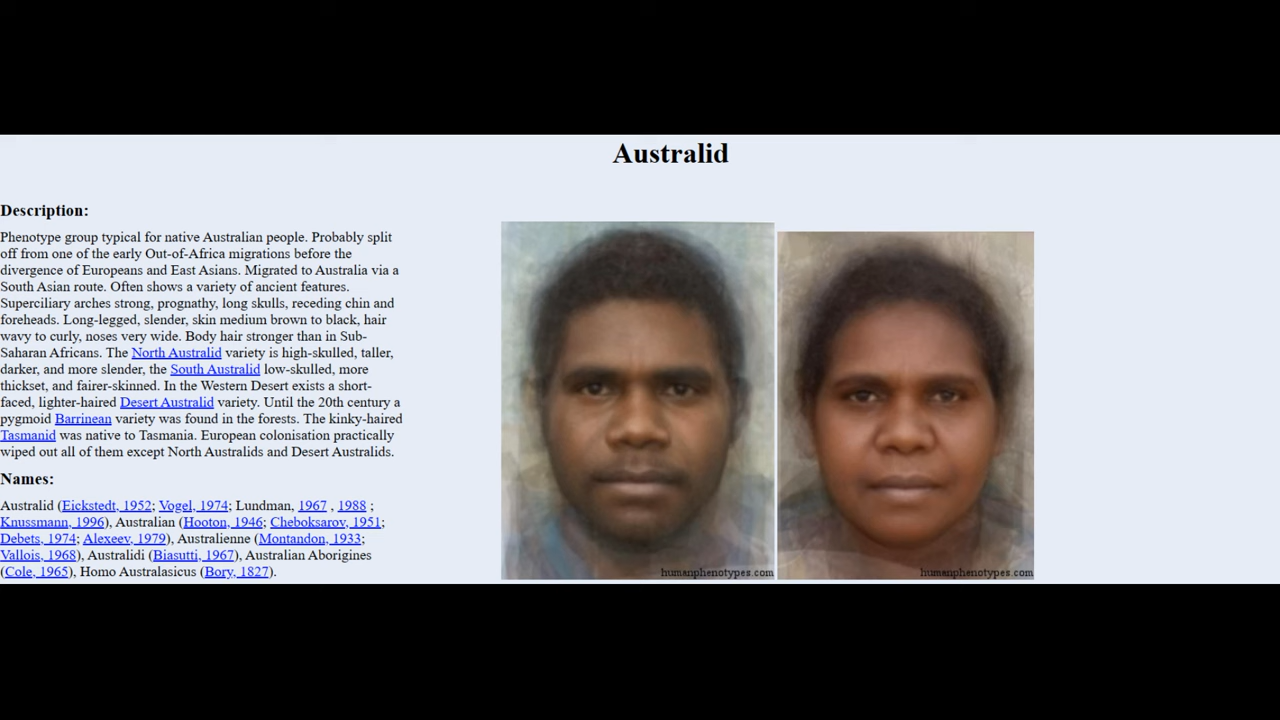 Australid
Description:
Phenotype group typical for native Australian people. Probably split
off from one of the early Out-of-Africa migrations before the
divergence of Europeans and East Asians. Migrated to Australia via a
South Asian route. Often shows a variety of ancient features.
Superciliary arches strong, prognathy, long skulls, receding chin and
foreheads. Long-legged, slender, skin medium brown to black, hair
wavy to curly, noses very wide. Body hair stronger than in Sub-
Saharan Africans. The North Australid variety is high-skulled, taller,
darker, and more slender, the South Australid low-skulled, more
thickset, and fairer-skinned. In the Western Desert exists a short-
faced, lighter-haired Desert Australid variety. Until the 20th century a
pygmoid Barrinean variety was found in the forests. The kinky-haired
Tasmanid was native to Tasmania. European colonisation practically
wiped out all of them except North Australids and Desert Australids.
Names:
Australid (Eickstedt, 1952; Vogel, 1974; Lundman, 1967 , 1988 ;
Knussmann, 1996), Australian (Hooton, 1946; Cheboksarov, 1951;
Debets, 1974; Alexeev, 1979), Australienne (Montandon, 1933;
Vallois, 1968), Australidi (Biasutti, 1967), Australian Aborigines
(Cole, 1965), Homo Australasicus (Bory, 1827).
humanphenotypes.com
humanphenotypes.com